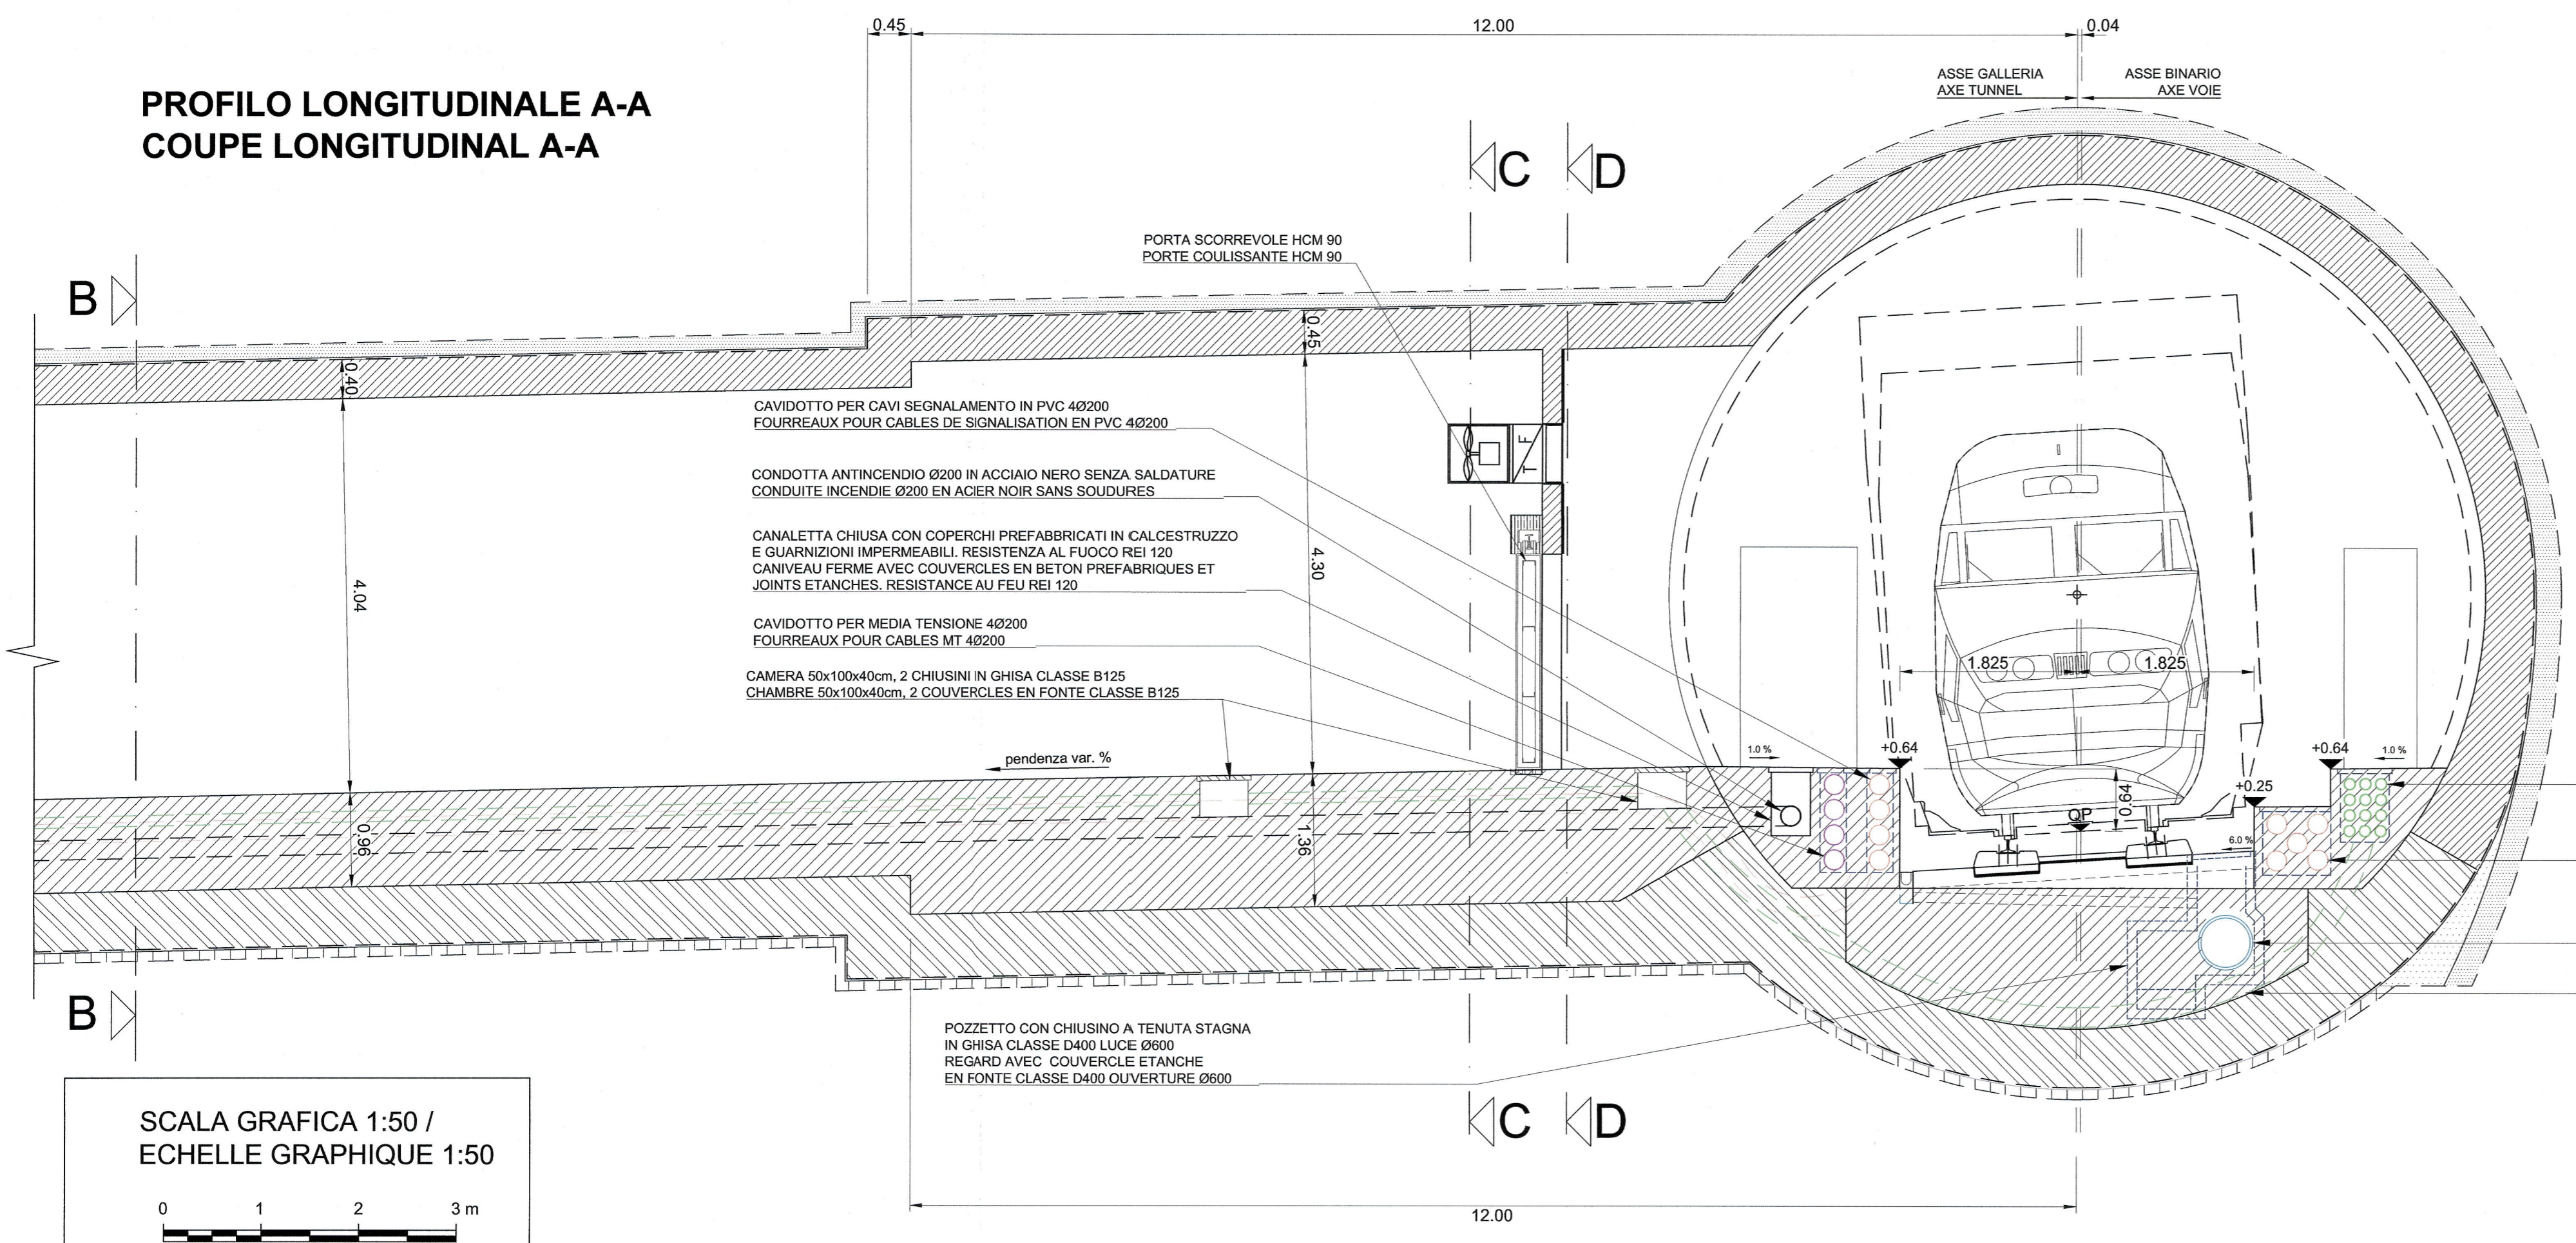 0.45
12.00
0.04
ASSE GALLERIA
AXE TUNNEL
ASSE BINARIO
AXE VOIE
PROFILO LONGITUDINALE A-A
COUPE LONGITUDINAL A-A
C
D
PORTA SCORREVOLE HCM 90
PORTE COULISSANTE HCM 90
B
0.45
0.40
CAVIDOTTO PER CAVI SEGNALAMENTO IN PVC 4Ø200
FOURREAUX POUR CABLES DE SIGNALISATION EN PVC 4Ø200
T F
CONDOTTA ANTINCENDIO Ø200 IN ACCIAIO NERO SENZA SALDATURE
CONDUITE INCENDIE Ø200 EN ACIER NOIR SANS SOUDURES
CANALETTA CHIUSA CON COPERCHI PREFABBRICATI IN CALCESTRUZZO
E GUARNIZIONI IMPERMEABILI. RESISTENZA AL FUOCO REI 120
CANIVEAU FERME AVEC COUVERCLES EN BETON PREFABRIQUES ET
JOINTS ETANCHES. RESISTANCE AU FEU REI 120
4.30
4.04
CAVIDOTTO PER MEDIA TENSIONE 4Ø200
FOURREAUX POUR CABLES MT 4Ø200
1.825
1.825
CAMERA 50x100x40cm, 2 CHIUSINI IN GHISA CLASSE B125
CHAMBRE 50x100x40cm, 2 COUVERCLES EN FONTE CLASSE B125
pendenza var. %
1.0 %
+0.64
+0.64
1.0 %
+0.25
0.64
QP
0.96
1.36
6.0 %
B
POZZETTO CON CHIUSINO A TENUTA STAGNA
IN GHISA CLASSE D400 LUCE Ø600
REGARD AVEC COUVERCLE ETANCHE
EN FONTE CLASSE D400 OUVERTURE Ø600
C
D
SCALA GRAFICA 1:50 /
ECHELLE GRAPHIQUE 1:50
0 1 2 3 m
12.00